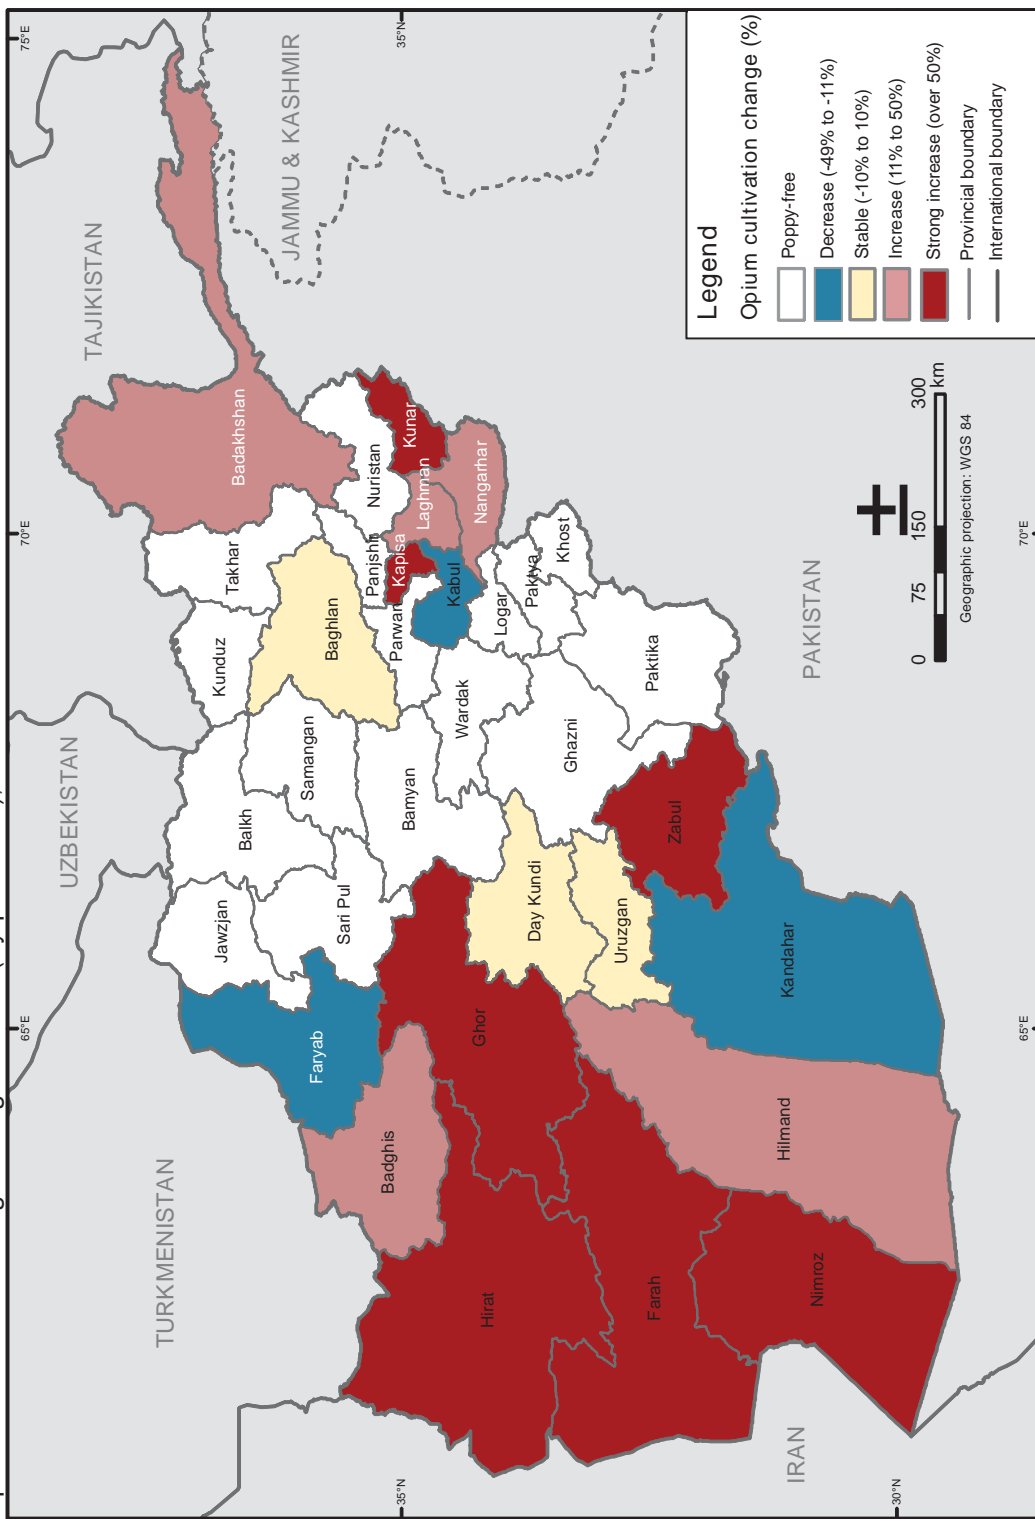 TAJIKISTAN
UZBEKISTAN
TURKMENISTAN
JAMMU & KASHMIR
PAKISTAN
IRAN
75°E
70°E
65°E
35°N
35°N
30°N
70°E
65°E
Badakhshan
Takhar
Kunduz
Balkh
Jawzjan
Samangan
Baghlan
Sari Pul
Faryab
Nuristan
Panjshir
Kunar
Kapisa
Laghman
Parwan
Kabul
Nangarhar
Bamyan
Wardak
Logar
Paktya
Khost
Badghis
Ghor
Hirat
Day Kundi
Ghazni
Paktika
Uruzgan
Zabul
Farah
Hilmand
Kandahar
Nimroz
0 75 150 300
km
Geographic projection: WGS 84
Legend
Opium cultivation change (%)
Poppy-free
Decrease (-49% to -11%)
Stable (-10% to 10%)
Increase (11% to 50%)
Strong increase (over 50%)
Provincial boundary
International boundary